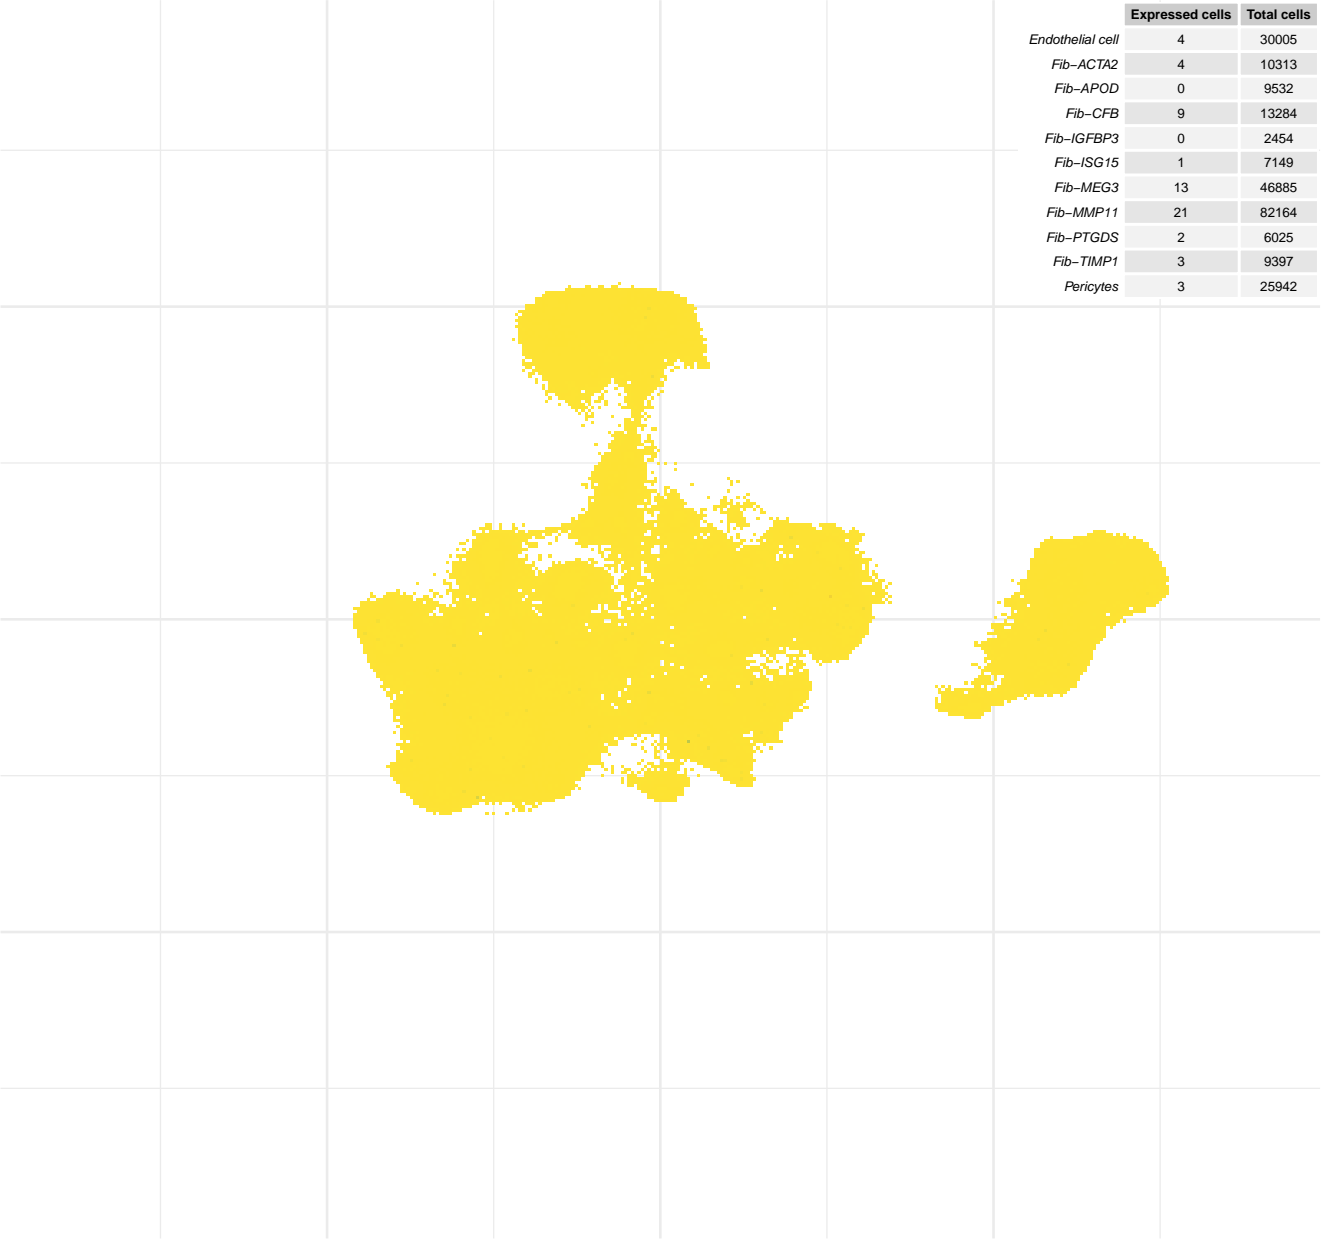 Expressed cells Total cells
Endothelial cell 4 30005
Fib−ACTA2 4 10313
Fib−APOD 0 9532
Fib−CFB 9 13284
Fib−IGFBP3 0 2454
Fib−ISG15 1 7149
Fib−MEG3 13 46885
Fib−MMP11 21 82164
Fib−PTGDS 2 6025
Fib−TIMP1 3 9397
Pericytes 3 25942